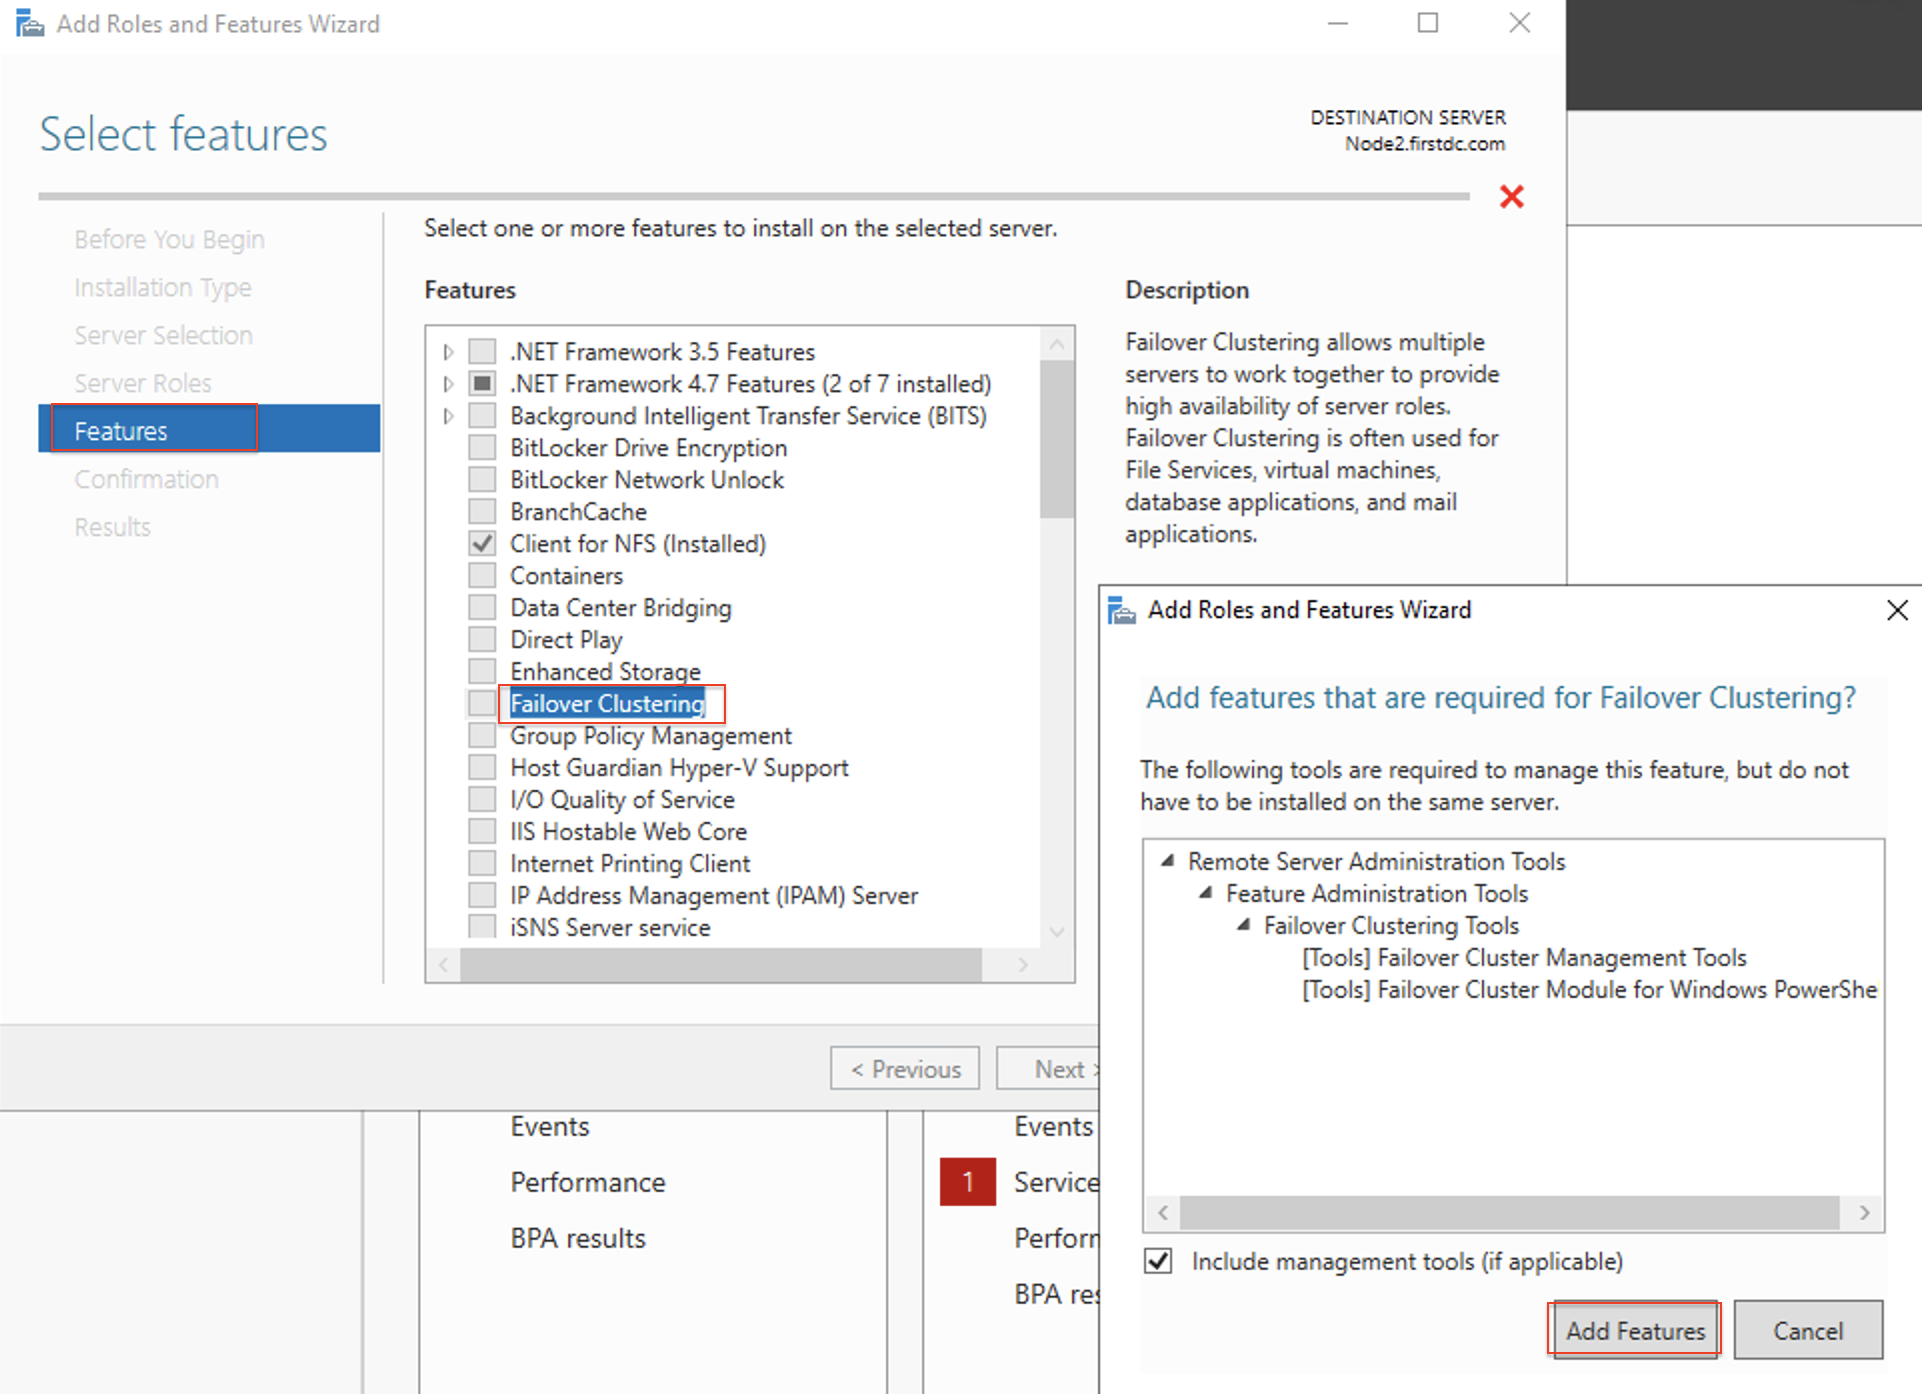 Add Roles and Features Wizard
Select features
DESTINATION SERVER
Node2.firstdc.com
Before You Begin
Installation Type
Server Selection
Server Roles
Features
Confirmation
Results
Select one or more features to install on the selected server.
Features
.NET Framework 3.5 Features
.NET Framework 4.7 Features (2 of 7 installed)
Background Intelligent Transfer Service (BITS)
BitLocker Drive Encryption
BitLocker Network Unlock
BranchCache
Client for NFS (Installed)
Containers
Data Center Bridging
Direct Play
Enhanced Storage
Failover Clustering
Group Policy Management
Host Guardian Hyper-V Support
I/O Quality of Service
IIS Hostable Web Core
Internet Printing Client
IP Address Management (IPAM) Server
iSNS Server service
Description
Failover Clustering allows multiple
servers to work together to provide
high availability of server roles.
Failover Clustering is often used for
File Services, virtual machines,
database applications, and mail
applications.
< Previous
Next >
Events
Performance
BPA results
Events
1 Service
Perforr
BPA res
Add Roles and Features Wizard
Add features that are required for Failover Clustering?
The following tools are required to manage this feature, but do not
have to be installed on the same server.
Remote Server Administration Tools
Feature Administration Tools
Failover Clustering Tools
[Tools] Failover Cluster Management Tools
[Tools] Failover Cluster Module for Windows PowerShe
Include management tools (if applicable)
Add Features
Cancel